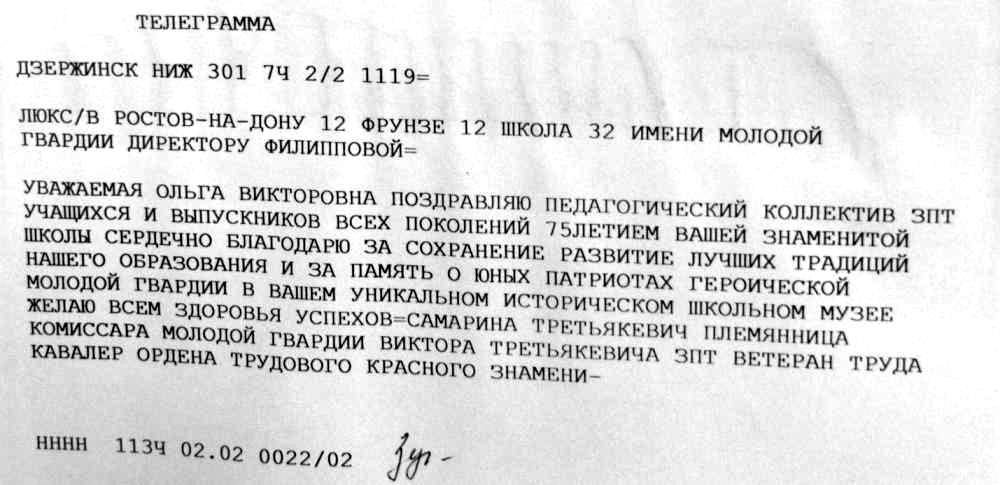 ТЕЛЕГРАММА
ДЗЕРЖИНСК НИЖ 301 7Ч 2/2 1119=
ЛЮКС/В РОСТОВ-НА-ДОНУ 12 ФРУНЗЕ 12 ШКОЛА 32 ИМЕНИ МОЛОДОЙ
ГВАРДИИ ДИРЕКТОРУ ФИЛИППОВОЙ=
УВАЖАЕМАЯ ОЛЬГА ВИКТОРОВНА ПОЗДРАВЛЯЮ ПЕДАГОГИЧЕСКИЙ КОЛЛЕКТИВ ЗПТ
УЧАЩИХСЯ И ВЫПУСКНИКОВ ВСЕХ ПОКОЛЕНИЙ 75ЛЕТИЕМ ВАШЕЙ ЗНАМЕНИТОЙ
ШКОЛЫ СЕРДЕЧНО БЛАГОДАРЮ ЗА СОХРАНЕНИЕ РАЗВИТИЕ ЛУЧШИХ ТРАДИЦИЙ
НАШЕГО ОБРАЗОВАНИЯ И ЗА ПАМЯТЬ О ЮНЫХ ПАТРИОТАХ ГЕРОИЧЕСКОЙ
МОЛОДОЙ ГВАРДИИ В ВАШЕМ УНИКАЛЬНОМ ИСТОРИЧЕСКОМ ШКОЛЬНОМ МУЗЕЕ
ЖЕЛАЮ ВСЕМ ЗДОРОВЬЯ УСПЕХОВ=САМАРИНА ТРЕТЬЯКЕВИЧ ПЛЕМЯННИЦА
КОМИССАРА МОЛОДОЙ ГВАРДИИ ВИКТОРА ТРЕТЬЯКЕВИЧА ЗПТ ВЕТЕРАН ТРУДА
КАВАЛЕР ОРДЕНА ТРУДОВОГО КРАСНОГО ЗНАМЕНИ-
НННН 113Ч 02.02 0022/02